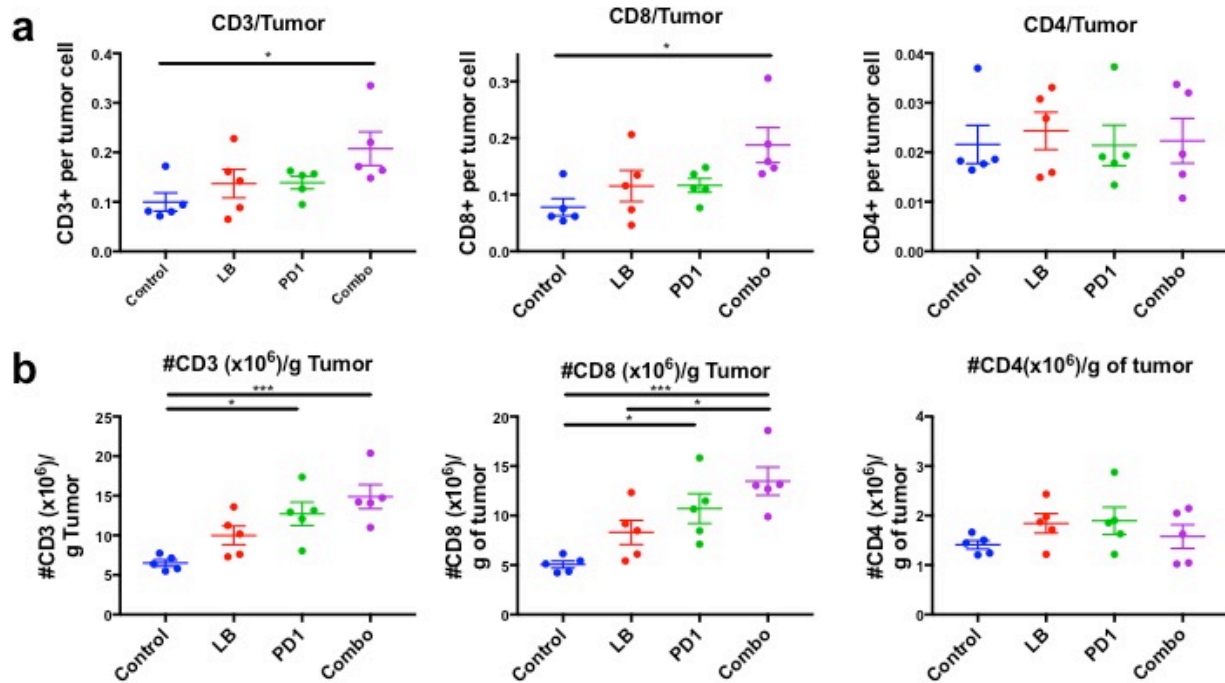 a
CD3/Tumor
CD3+ per tumor cell
0.4
0.3
0.2
0.1
0.0
*
Control
LB
PD1
Combo
CD8/Tumor
CD8+ per tumor cell
0.3
0.2
0.1
0.0
*
Control
LB
PD1
Combo
CD4/Tumor
CD4+ per tumor cell
0.04
0.03
0.02
0.01
0.00
Control
LB
PD1
Combo
b
#CD3 (x10⁶)/g Tumor
***
*
#CD3 (x10⁶)/
g Tumor
25
20
15
10
5
0
Control
LB
PD1
Combo
#CD8 (x10⁶)/g Tumor
***
*
*
#CD8 (x10⁶)/
g of tumor
20
15
10
5
0
Control
LB
PD1
Combo
#CD4(x10⁶)/g of tumor
#CD4 (x10⁶)/
g of tumor
4
3
2
1
0
Control
LB
PD1
Combo